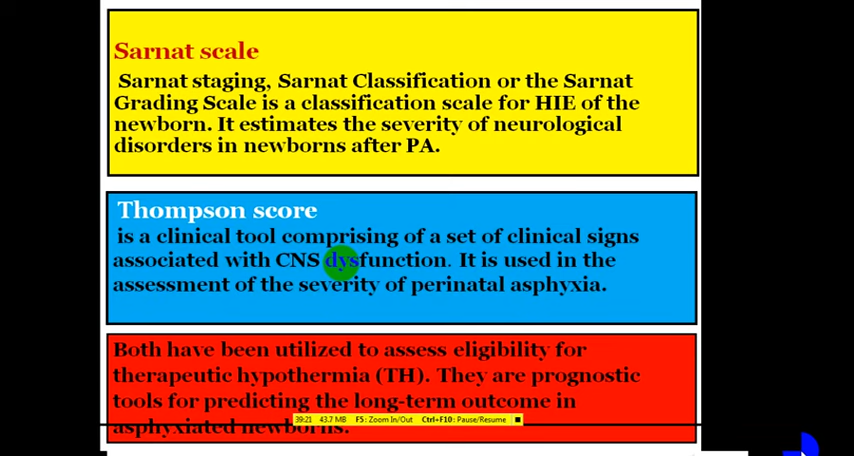 Sarnat scale
Sarnat staging, Sarnat Classification or the Sarnat
Grading Scale is a classification scale for HIE of the
newborn. It estimates the severity of neurological
disorders in newborns after PA.
Thompson score
is a clinical tool comprising of a set of clinical signs
associated with CNS dysfunction. It is used in the
assessment of the severity of perinatal asphyxia.
Both have been utilized to assess eligibility for
therapeutic hypothermia (TH). They are prognostic
tools for predicting the long-term outcome in
asphyxiated newborns.
39:21 43.7 MB F5: Zoom In/Out Ctrl+F10: Pause/Resume